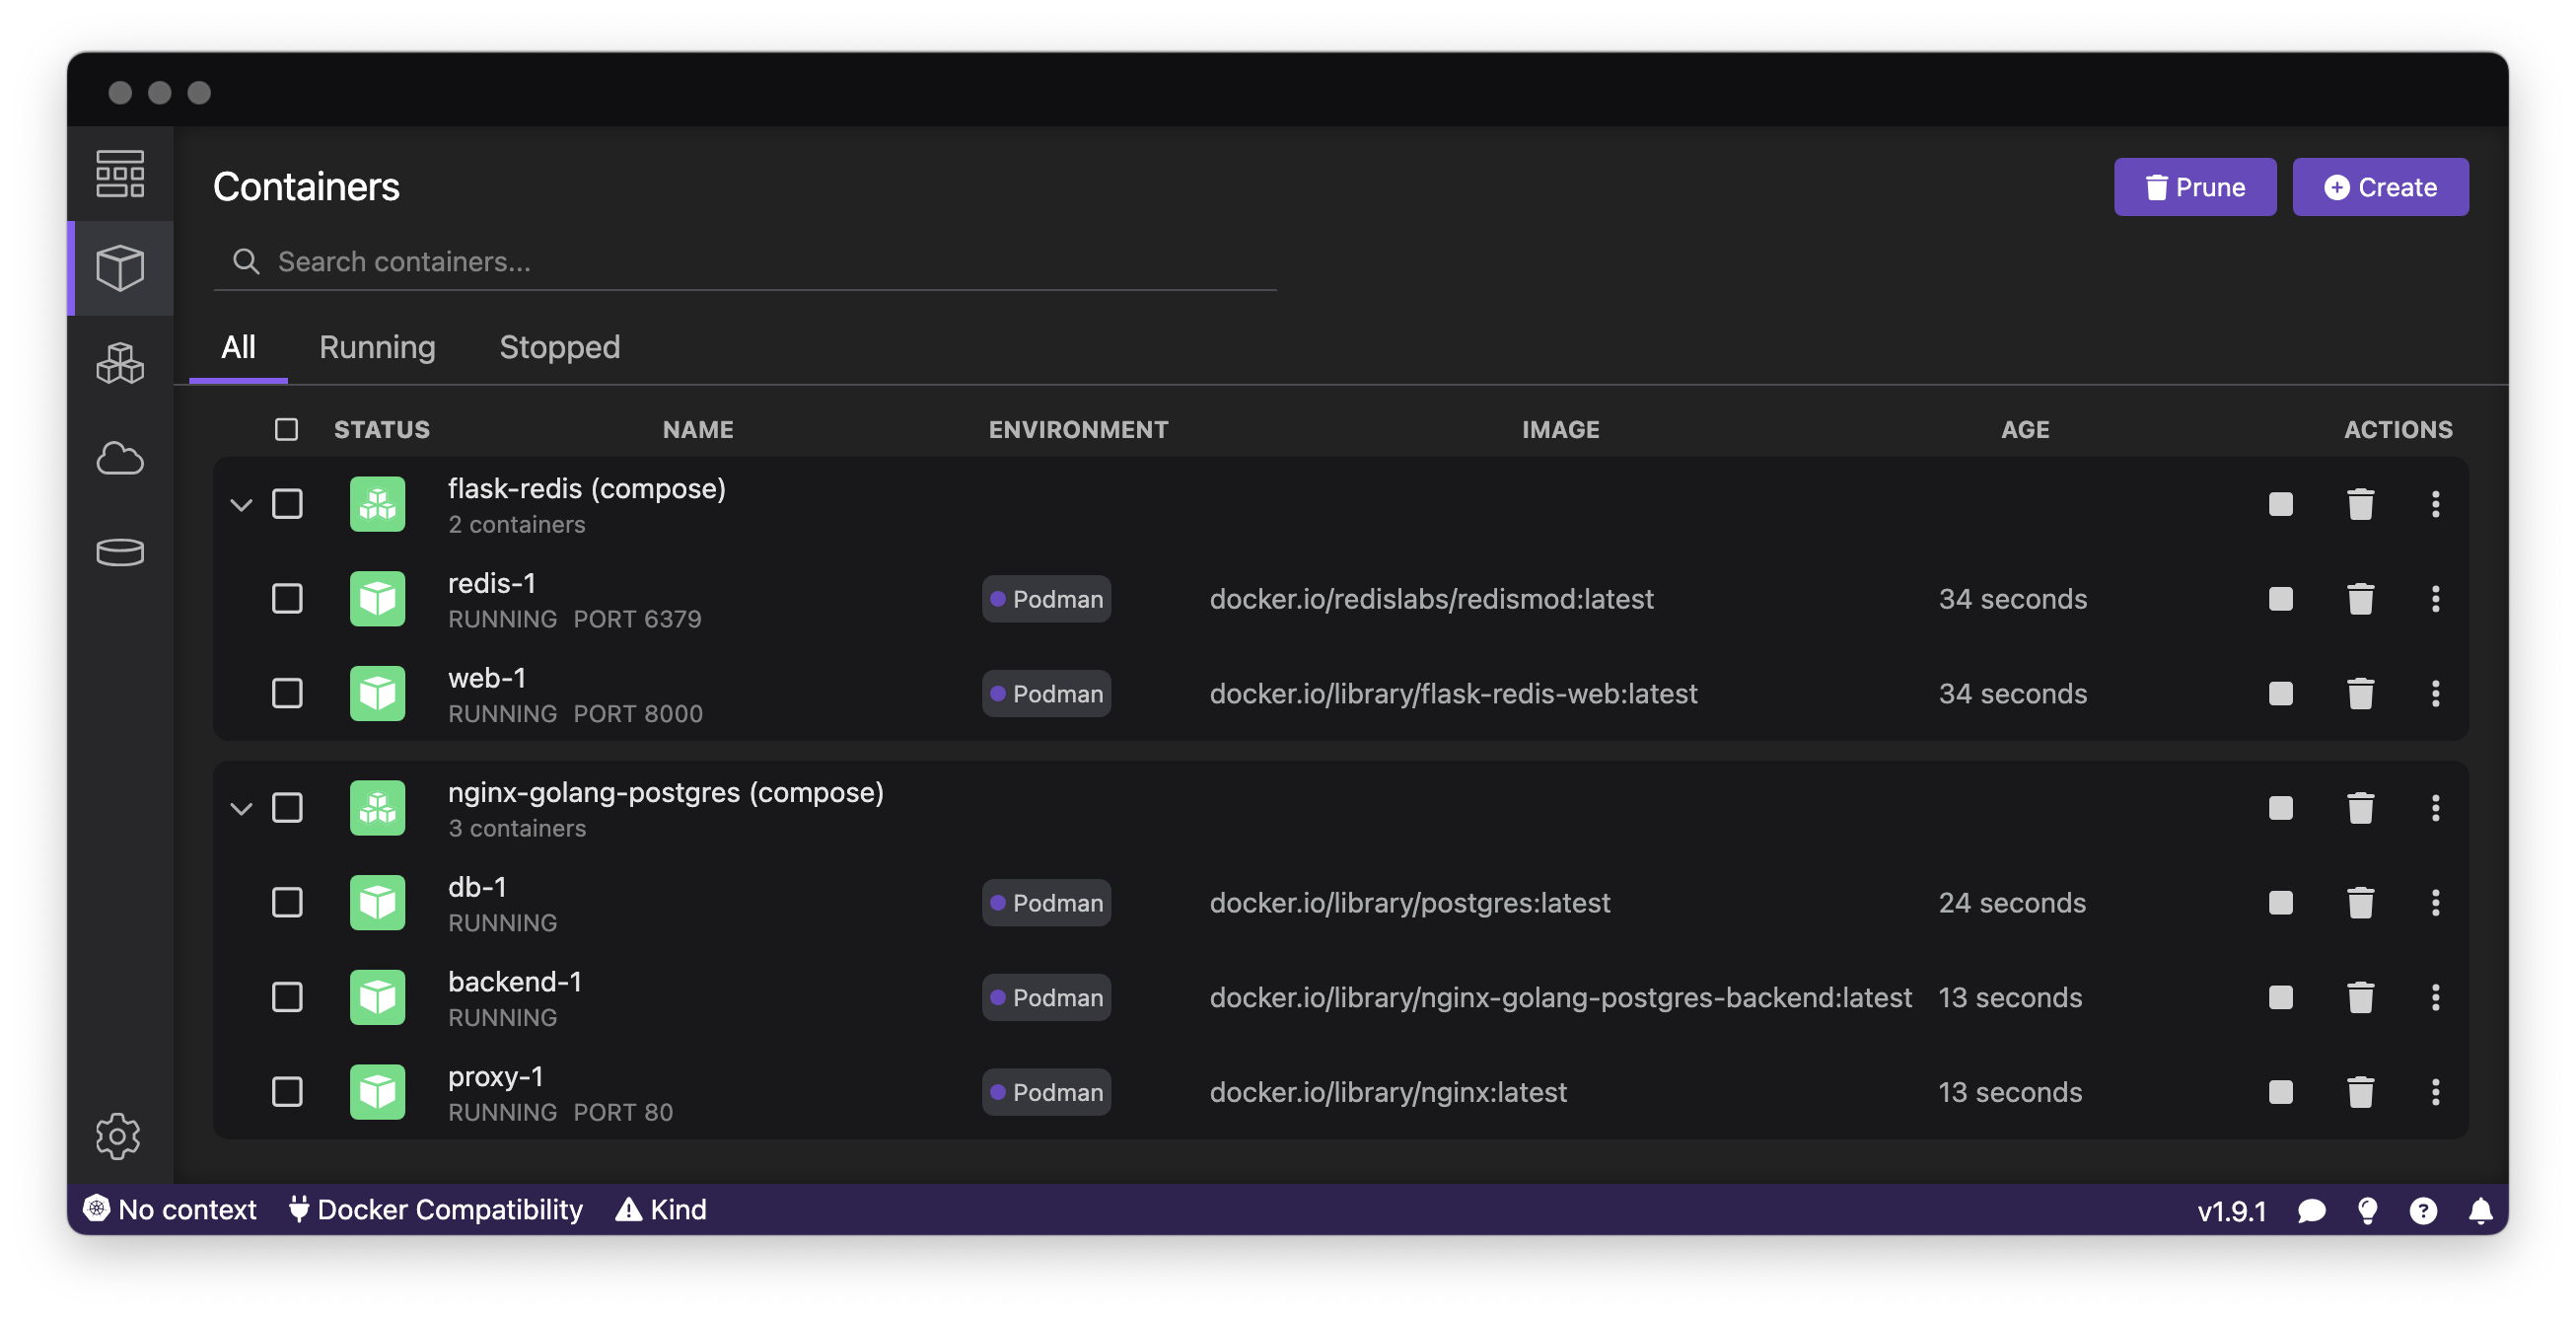 Containers
Prune
Create
Search containers...
All Running Stopped
STATUS NAME ENVIRONMENT IMAGE AGE ACTIONS
flask-redis (compose)
2 containers
redis-1
RUNNING PORT 6379
Podman docker.io/redislabs/redismod:latest 34 seconds
web-1
RUNNING PORT 8000
Podman docker.io/library/flask-redis-web:latest 34 seconds
nginx-golang-postgres (compose)
3 containers
db-1
RUNNING
Podman docker.io/library/postgres:latest 24 seconds
backend-1
RUNNING
Podman docker.io/library/nginx-golang-postgres-backend:latest 13 seconds
proxy-1
RUNNING PORT 80
Podman docker.io/library/nginx:latest 13 seconds
No context Docker Compatibility Kind v1.9.1